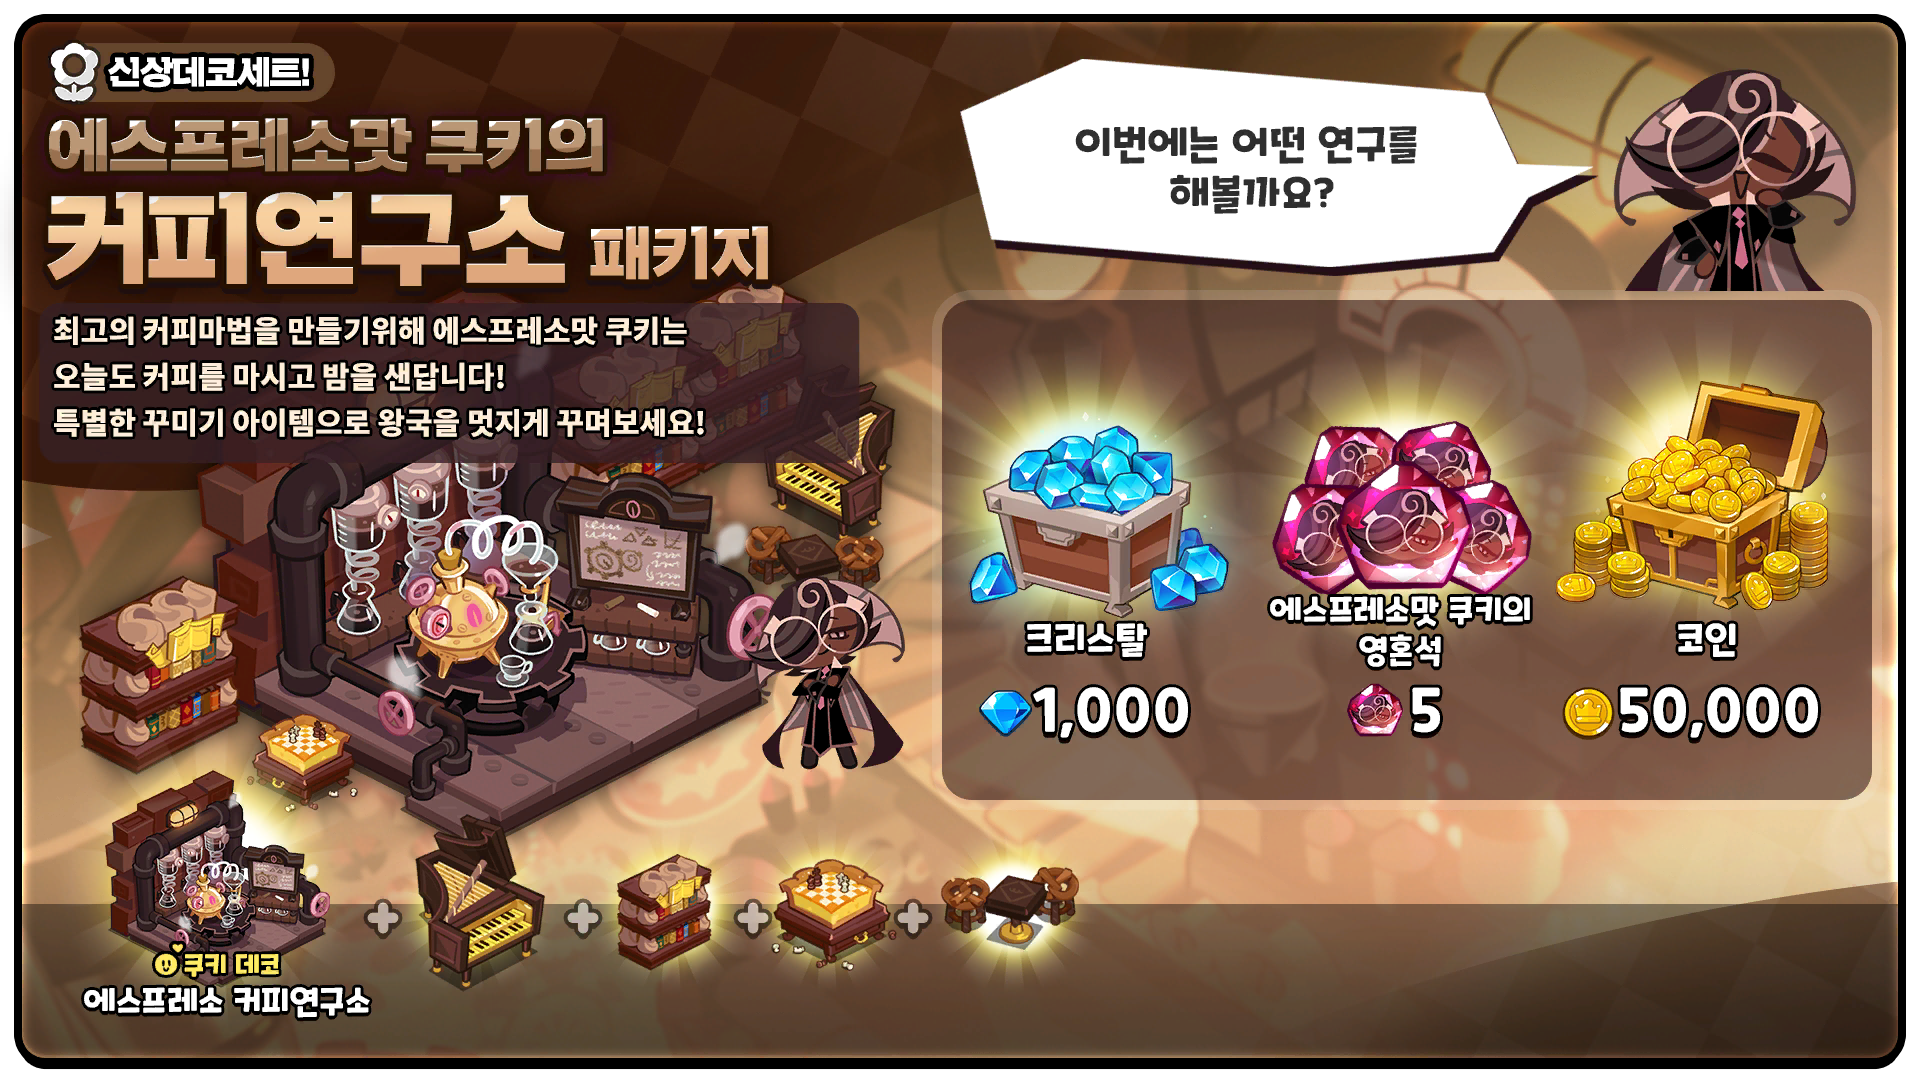 신상데코세트!
에스프레소맛 쿠키의
커피연구소 패키지
최고의 커피마법을 만들기위해 에스프레소맛 쿠키는
오늘도 커피를 마시고 밤을 샌답니다!
특별한 꾸미기 아이템으로 왕국을 멋지게 꾸며보세요!
이번에는 어떤 연구를
해볼까요?
크리스탈
1,000
에스프레소맛 쿠키의
영혼석
5
코인
50,000
쿠키 데코
에스프레소 커피연구소